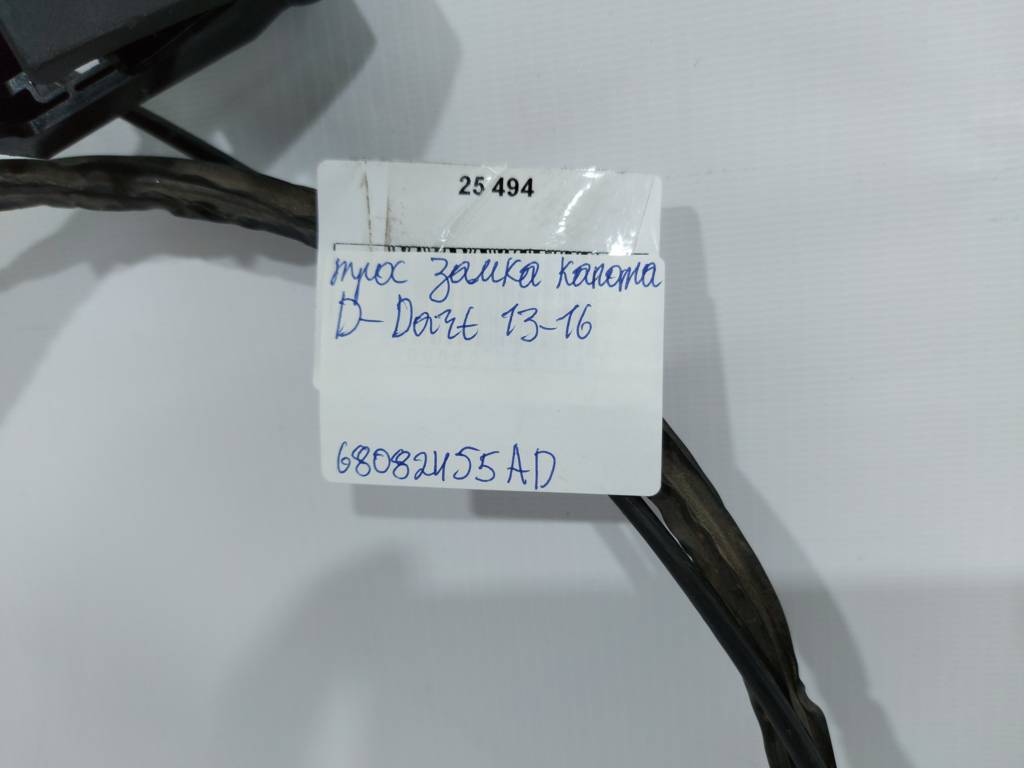 25 494
трос замка капота
D-Dart 13-16
68082455AD